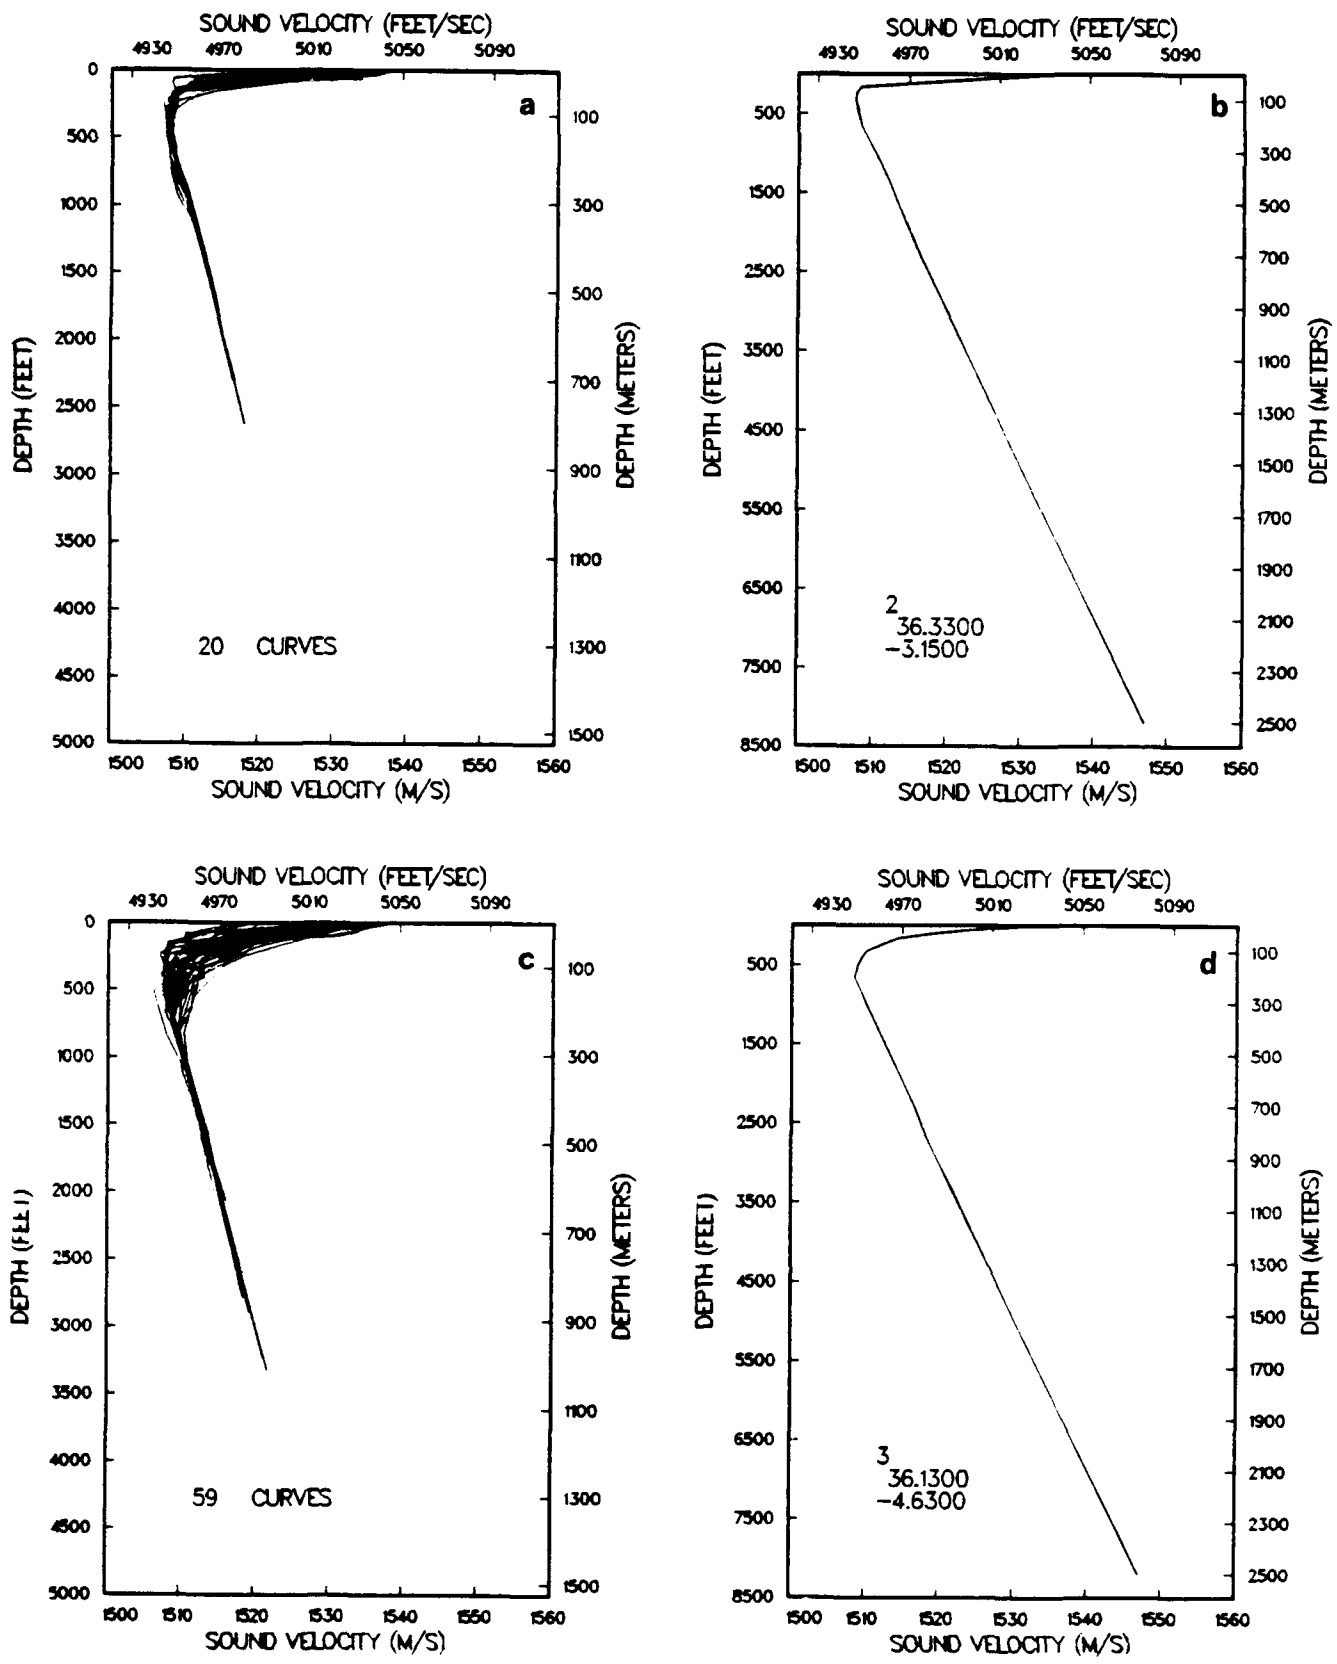 SOUND VELOCITY (FEET/SEC)
4930 4970 5010 5050 5090
a
0
500
1000
1500
2000
2500
3000
3500
4000
4500
5000
DEPTH (FEET)
100
300
500
700
900
1100
1300
1500
DEPTH (METERS)
20 CURVES
1500 1510 1520 1530 1540 1550 1560
SOUND VELOCITY (M/S)
SOUND VELOCITY (FEET/SEC)
4930 4970 5010 5050 5090
b
500
1500
2500
3500
4500
5500
6500
7500
8500
DEPTH (FEET)
100
300
500
700
900
1100
1300
1500
1700
1900
2100
2300
2500
DEPTH (METERS)
2
36.3300
-3.1500
1500 1510 1520 1530 1540 1550 1560
SOUND VELOCITY (M/S)
SOUND VELOCITY (FEET/SEC)
4930 4970 5010 5050 5090
c
0
500
1000
1500
2000
2500
3000
3500
4000
4500
5000
DEPTH (FEET)
100
300
500
700
900
1100
1300
1500
DEPTH (METERS)
59 CURVES
1500 1510 1520 1530 1540 1550 1560
SOUND VELOCITY (M/S)
SOUND VELOCITY (FEET/SEC)
4930 4970 5010 5050 5090
d
500
1500
2500
3500
4500
5500
6500
7500
8500
DEPTH (FEET)
100
300
500
700
900
1100
1300
1500
1700
1900
2100
2300
2500
DEPTH (METERS)
3
36.1300
-4.6300
1500 1510 1520 1530 1540 1550 1560
SOUND VELOCITY (M/S)